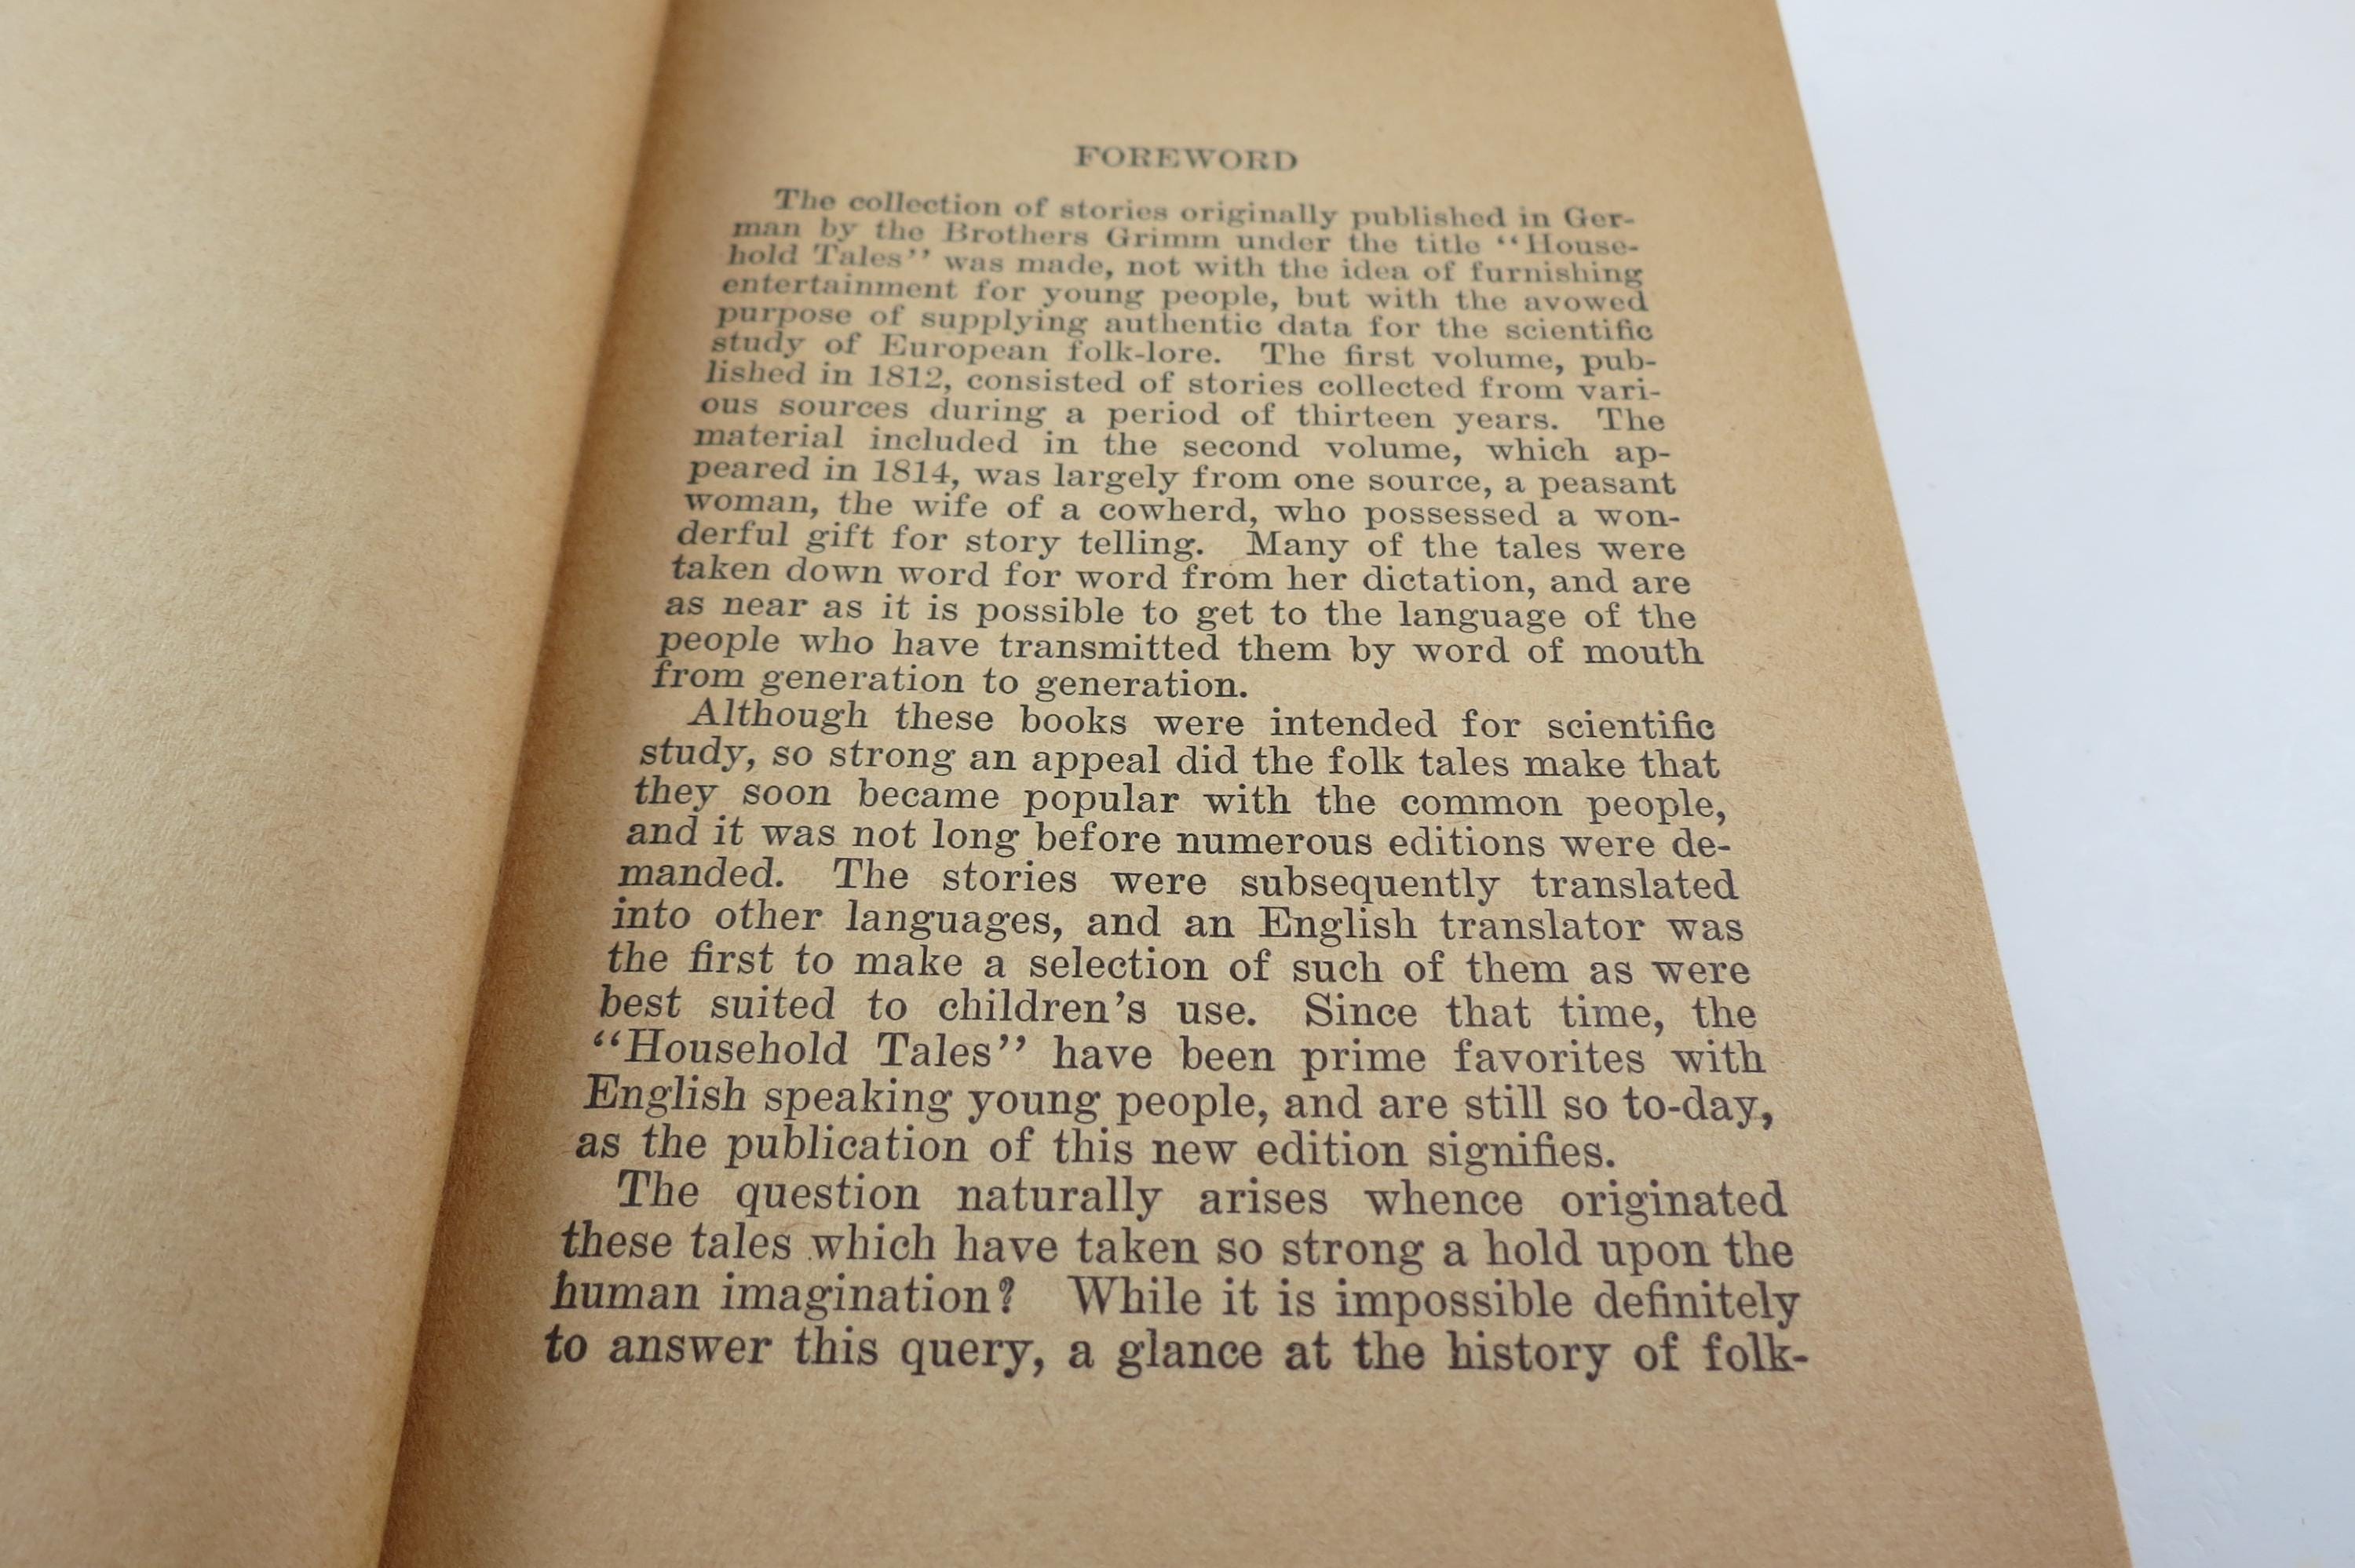 FOREWORD
The collection of stories originally published in Ger-
man by the Brothers Grimm under the title “House-
hold Tales” was made, not with the idea of furnishing
entertainment for young people, but with the avowed
purpose of supplying authentic data for the scientific
study of European folk-lore. The first volume, pub-
lished in 1812, consisted of stories collected from vari-
ous sources during a period of thirteen years. The
material included in the second volume, which ap-
peared in 1814, was largely from one source, a peasant
woman, the wife of a cowherd, who possessed a won-
derful gift for story telling. Many of the tales were
taken down word for word from her dictation, and are
as near as it is possible to get to the language of the
people who have transmitted them by word of mouth
from generation to generation.
Although these books were intended for scientific
study, so strong an appeal did the folk tales make that
they soon became popular with the common people,
and it was not long before numerous editions were de-
manded. The stories were subsequently translated
into other languages, and an English translator was
the first to make a selection of such of them as were
best suited to children’s use. Since that time, the
“Household Tales” have been prime favorites with
English speaking young people, and are still so to-day,
as the publication of this new edition signifies.
The question naturally arises whence originated
these tales which have taken so strong a hold upon the
human imagination? While it is impossible definitely
to answer this query, a glance at the history of folk-